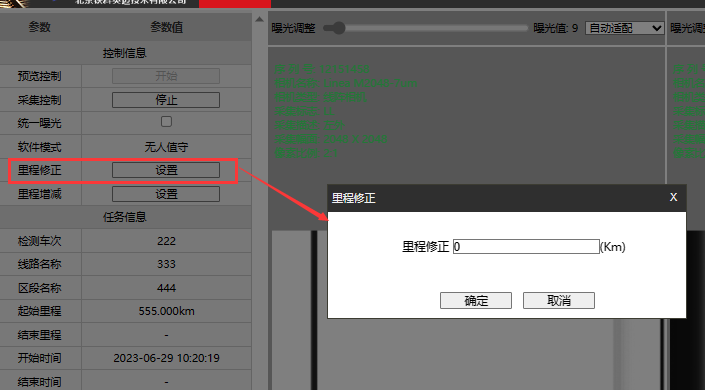 参数 参数值
控制信息
预览控制 开始
采集控制 停止
统一曝光
软件模式 无人值守
里程修正 设置
里程增减 设置
任务信息
检测车次 222
线路名称 333
区段名称 444
起始里程 555.000km
结束里程 -
开始时间 2023-06-29 10:20:19
结束时间 -
曝光调整 曝光值: 9 自动适配
曝光调
里程修正 X
里程修正 0 (Km)
确定 取消